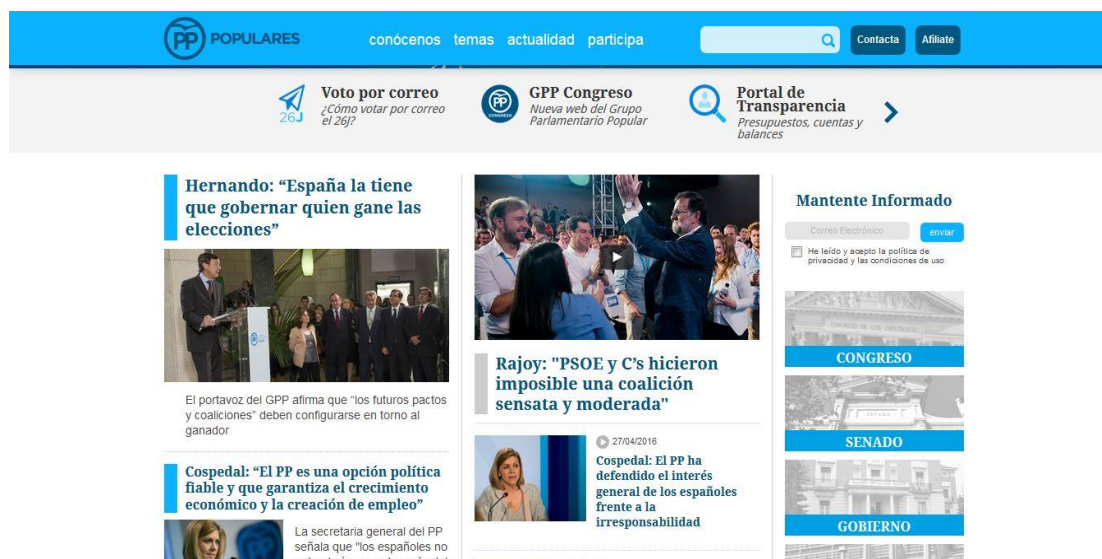 PP POPULARES
conócenos temas actualidad participa
Contacta
Afíliate
26J
Voto por correo
¿Cómo votar por correo
el 26J?
PP
CONGRESO
GPP Congreso
Nueva web del Grupo
Parlamentario Popular
Portal de
Transparencia
Presupuestos, cuentas y
balances
Hernando: “España la tiene
que gobernar quien gane las
elecciones”
El portavoz del GPP afirma que “los futuros pactos
y coaliciones” deben configurarse en torno al
ganador
Cospedal: “El PP es una opción política
fiable y que garantiza el crecimiento
económico y la creación de empleo”
La secretaria general del PP
señala que "los españoles no
Rajoy: "PSOE y C’s hicieron
imposible una coalición
sensata y moderada"
27/04/2016
Cospedal: El PP ha
defendido el interés
general de los españoles
frente a la
irresponsabilidad
Mantente Informado
Correo Electrónico
enviar
He leído y acepto la política de
privacidad y las condiciones de uso
CONGRESO DE LOS DIPUTADOS
CONGRESO
SENADO
GOBIERNO